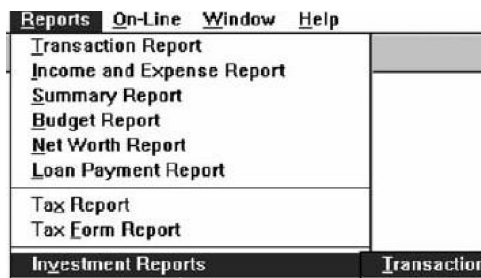 Reports On-Line Window Help
Transaction Report
Income and Expense Report
Summary Report
Budget Report
Net Worth Report
Loan Payment Report
Tax Report
Tax Form Report
Investment Reports Transaction